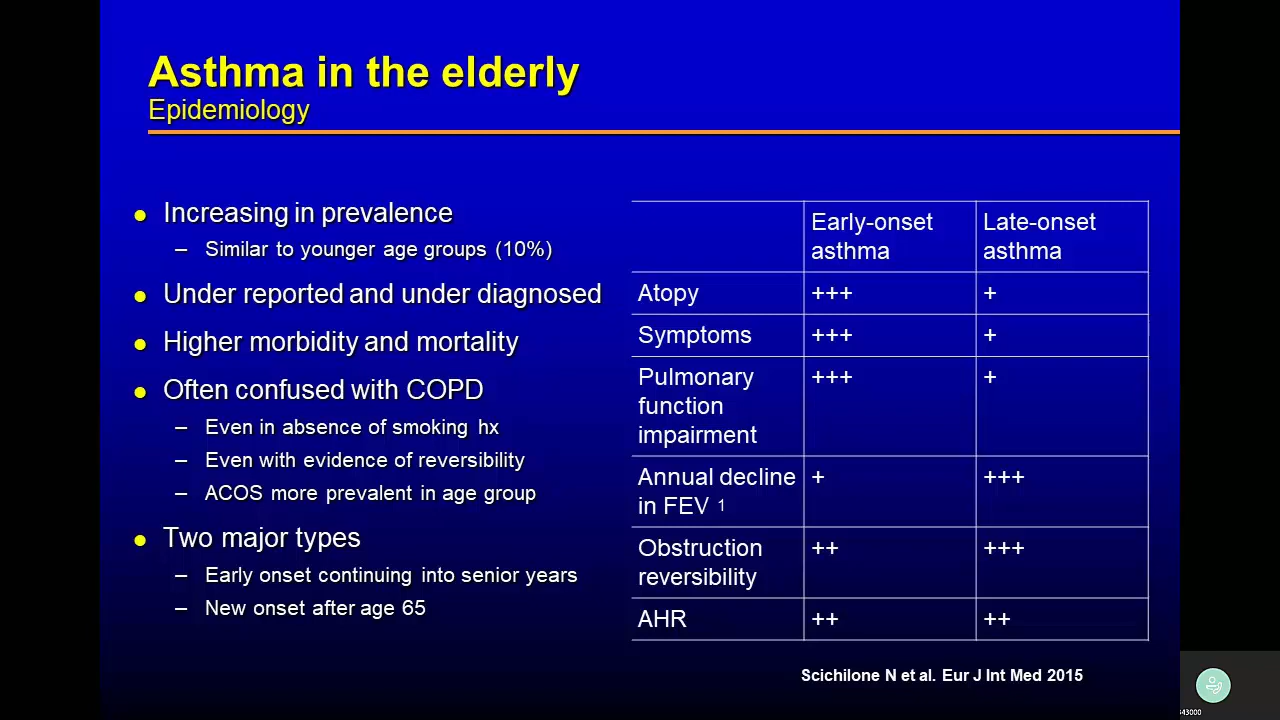 Asthma in the elderly
Epidemiology
● Increasing in prevalence
– Similar to younger age groups (10%)
● Under reported and under diagnosed
● Higher morbidity and mortality
● Often confused with COPD
– Even in absence of smoking hx
– Even with evidence of reversibility
– ACOS more prevalent in age group
● Two major types
– Early onset continuing into senior years
– New onset after age 65
Early-onset asthma Late-onset asthma
Atopy +++ +
Symptoms +++ +
Pulmonary function impairment +++ +
Annual decline in FEV 1 + +++
Obstruction reversibility ++ +++
AHR ++ ++
Scichilone N et al. Eur J Int Med 2015